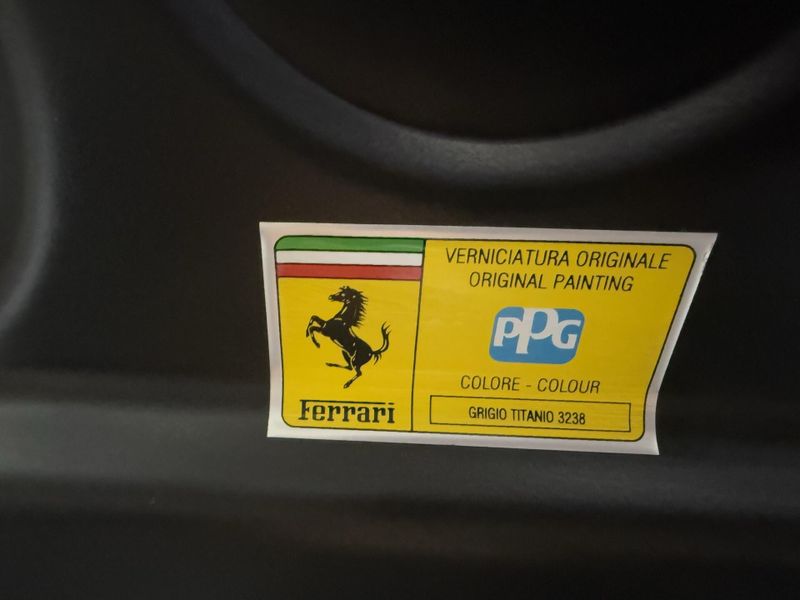 VERNICIATURA ORIGINALE
ORIGINAL PAINTING
PPG
COLORE - COLOUR
GRIGIO TITANIO 3238
Ferrari